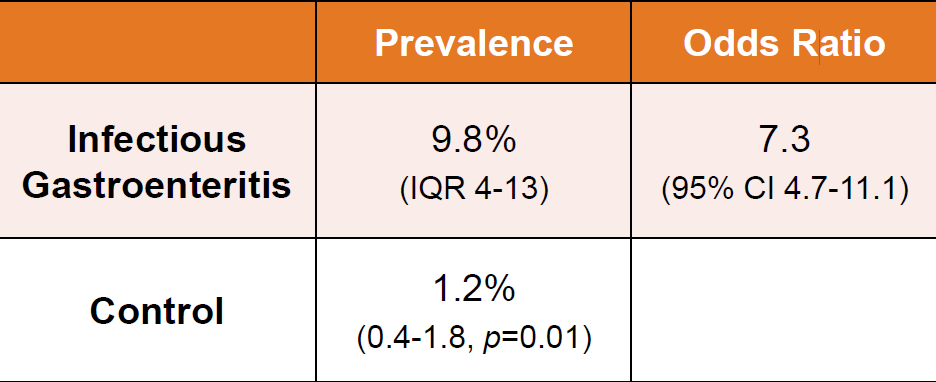 Prevalence Odds Ratio
Infectious
Gastroenteritis
9.8%
(IQR 4-13)
7.3
(95% CI 4.7-11.1)
Control
1.2%
(0.4-1.8, p=0.01)